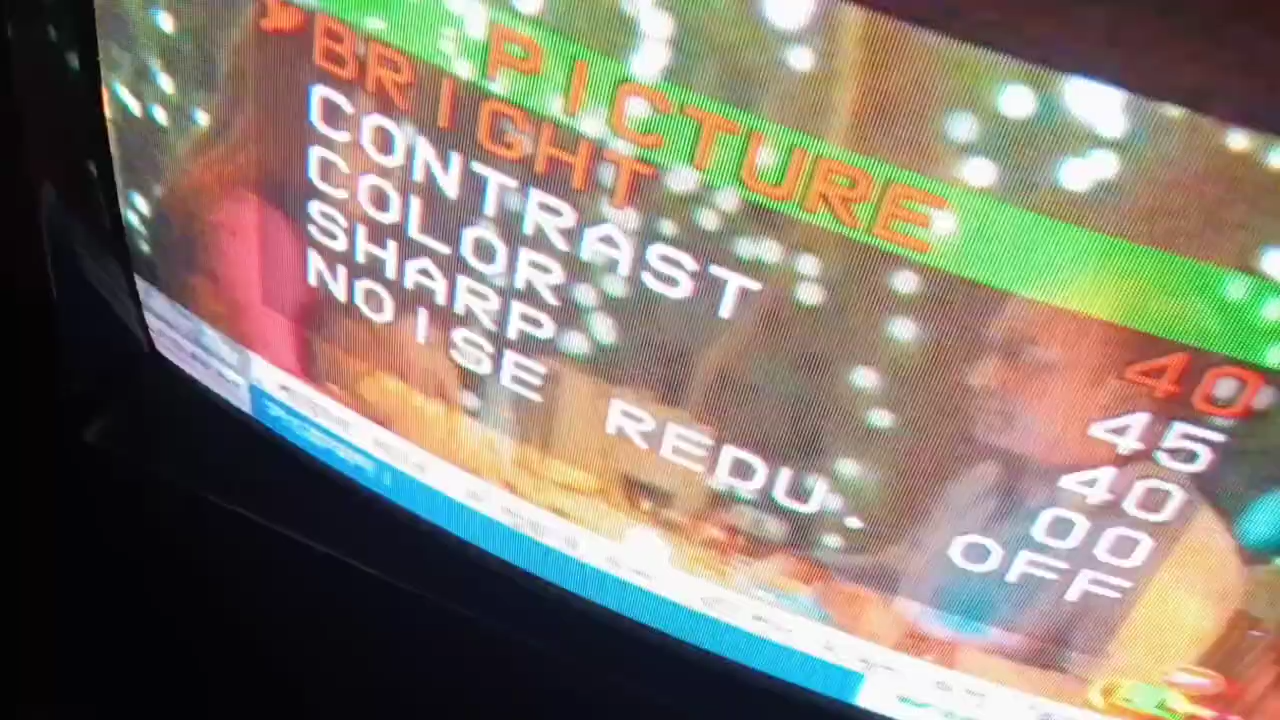 PICTURE
BRIGHT 40
CONTRAST 45
COLOR 40
SHARP 00
NOISE REDU. OFF